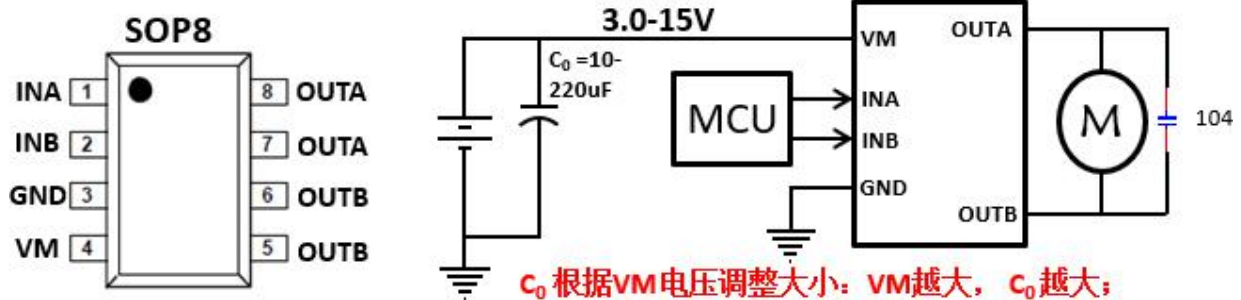 SOP8
INA 1
INB 2
GND 3
VM 4
8 OUTA
7 OUTA
6 OUTB
5 OUTB
3.0-15V
C₀ =10-
220uF
MCU
VM
INA
INB
GND
OUTA
OUTB
M
104
C₀ 根据VM电压调整大小：VM越大， C₀ 越大；